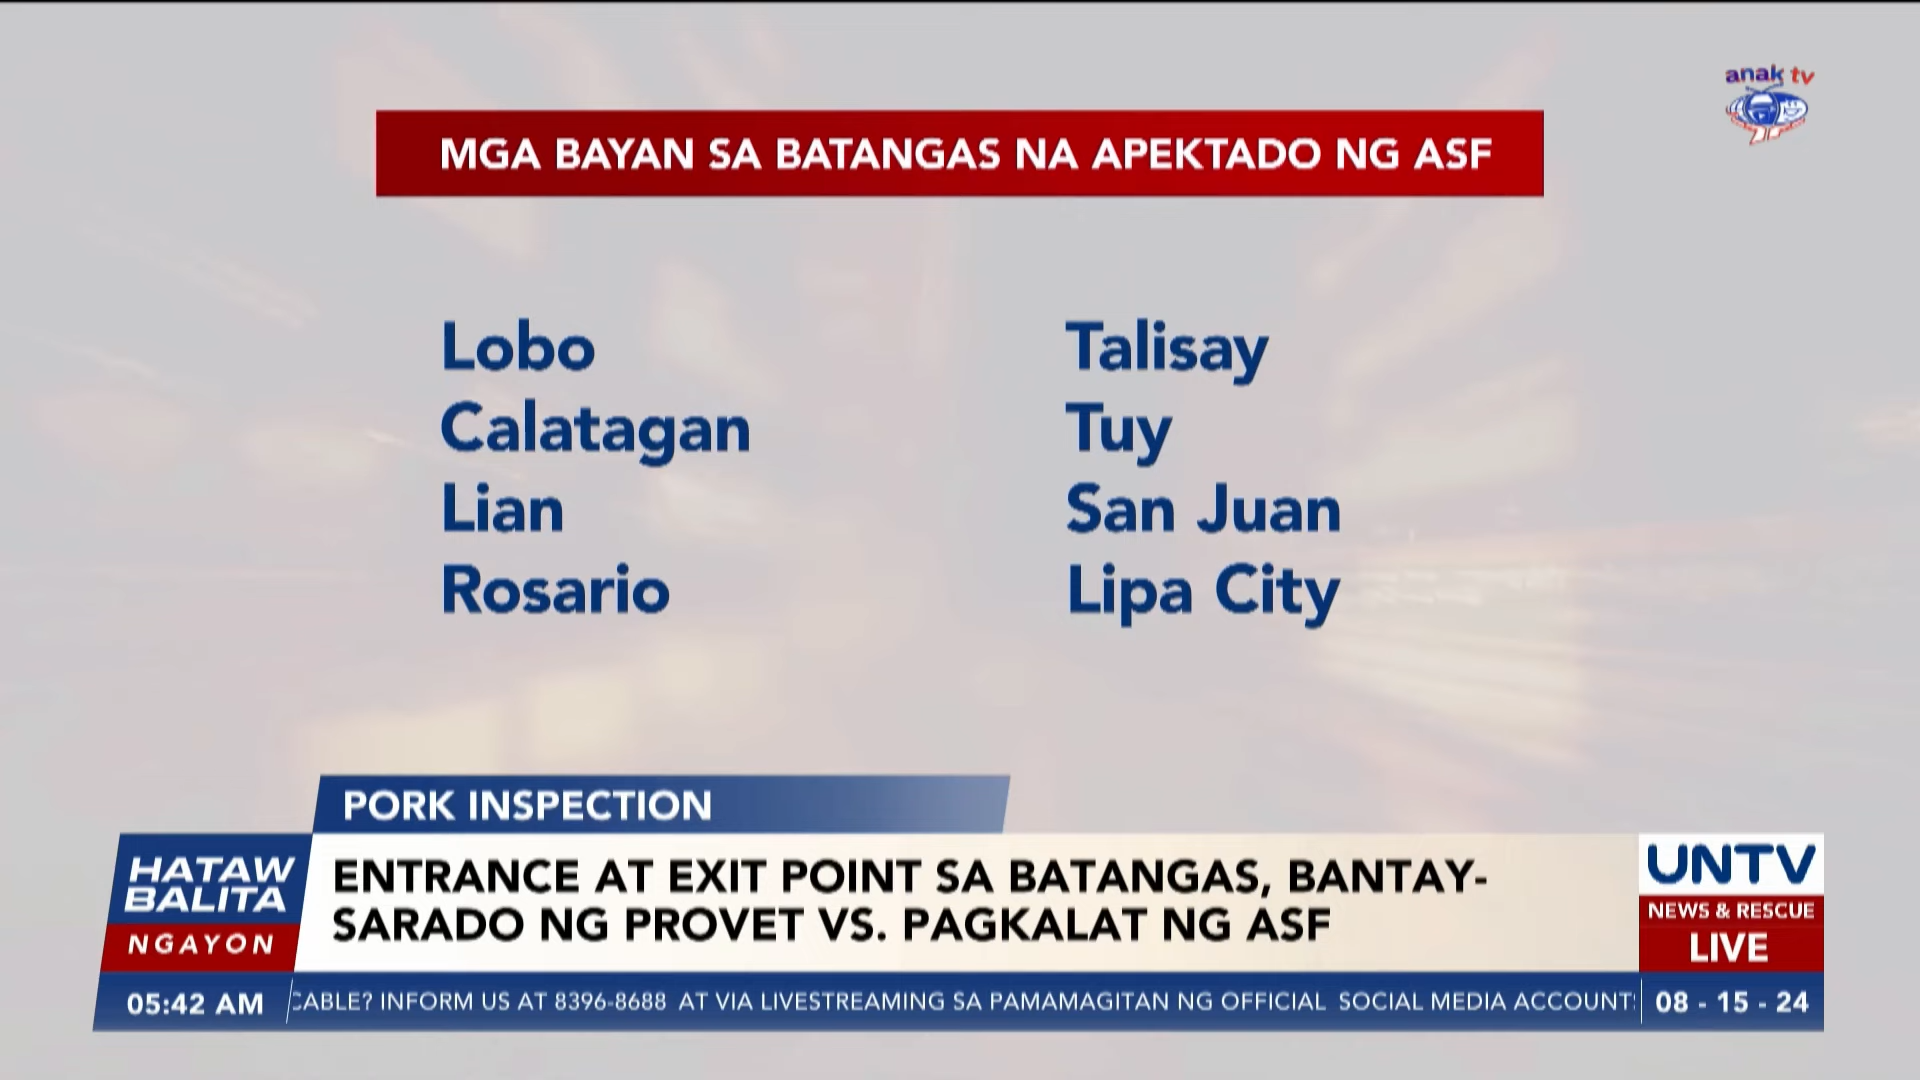 anak tv
MGA BAYAN SA BATANGAS NA APEKTADO NG ASF
Lobo
Calatagan
Lian
Rosario
Talisay
Tuy
San Juan
Lipa City
PORK INSPECTION
HATAW
BALITA
NGAYON
ENTRANCE AT EXIT POINT SA BATANGAS, BANTAY-
SARADO NG PROVET VS. PAGKALAT NG ASF
UNTV
NEWS & RESCUE
LIVE
05:42 AM
CABLE? INFORM US AT 8396-8688 AT VIA LIVESTREAMING SA PAMAMAGITAN NG OFFICIAL SOCIAL MEDIA ACCOUNT
08 - 15 - 24